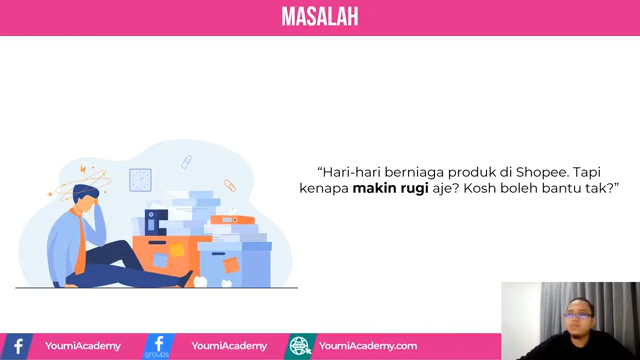 MASALAH
“Hari-hari berniaga produk di Shopee. Tapi
kenapa makin rugi aje? Kosh boleh bantu tak?”
YoumiAcademy
groups
YoumiAcademy
YoumiAcademy.com